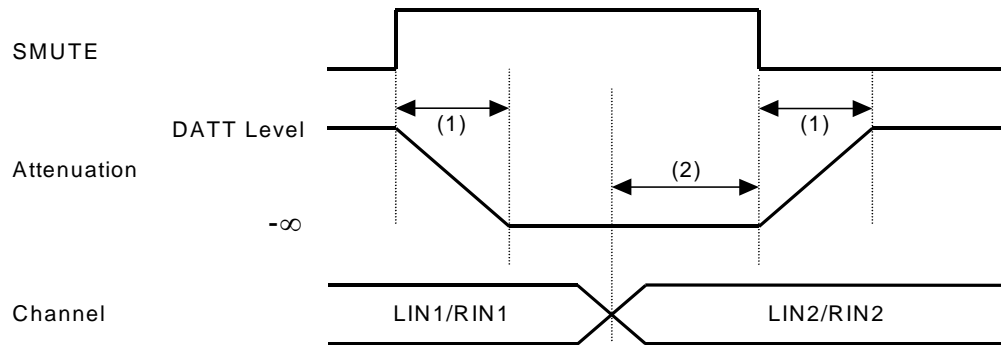 SMUTE
(1)
(1)
DATT Level
Attenuation
(2)
-∞
Channel
LIN1/RIN1
LIN2/RIN2